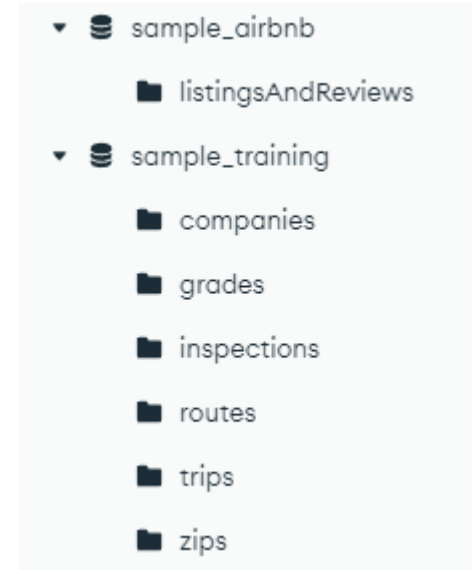 sample_airbnb
listingsAndReviews
sample_training
companies
grades
inspections
routes
trips
zips